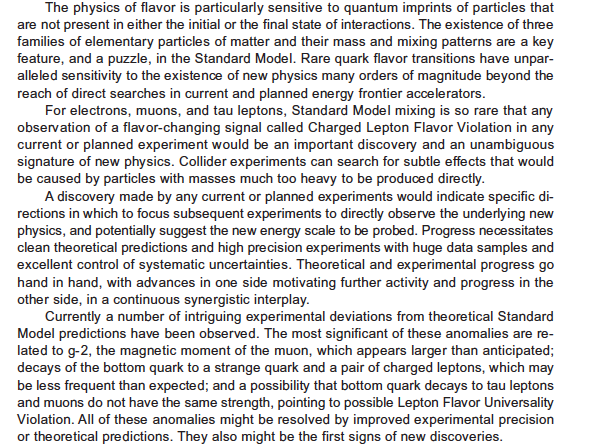 The physics of flavor is particularly sensitive to quantum imprints of particles that
are not present in either the initial or the final state of interactions. The existence of three
families of elementary particles of matter and their mass and mixing patterns are a key
feature, and a puzzle, in the Standard Model. Rare quark flavor transitions have unpar-
alleled sensitivity to the existence of new physics many orders of magnitude beyond the
reach of direct searches in current and planned energy frontier accelerators.
For electrons, muons, and tau leptons, Standard Model mixing is so rare that any
observation of a flavor-changing signal called Charged Lepton Flavor Violation in any
current or planned experiment would be an important discovery and an unambiguous
signature of new physics. Collider experiments can search for subtle effects that would
be caused by particles with masses much too heavy to be produced directly.
A discovery made by any current or planned experiments would indicate specific di-
rections in which to focus subsequent experiments to directly observe the underlying new
physics, and potentially suggest the new energy scale to be probed. Progress necessitates
clean theoretical predictions and high precision experiments with huge data samples and
excellent control of systematic uncertainties. Theoretical and experimental progress go
hand in hand, with advances in one side motivating further activity and progress in the
other side, in a continuous synergistic interplay.
Currently a number of intriguing experimental deviations from theoretical Standard
Model predictions have been observed. The most significant of these anomalies are re-
lated to g-2, the magnetic moment of the muon, which appears larger than anticipated;
decays of the bottom quark to a strange quark and a pair of charged leptons, which may
be less frequent than expected; and a possibility that bottom quark decays to tau leptons
and muons do not have the same strength, pointing to possible Lepton Flavor Universality
Violation. All of these anomalies might be resolved by improved experimental precision
or theoretical predictions. They also might be the first signs of new discoveries.